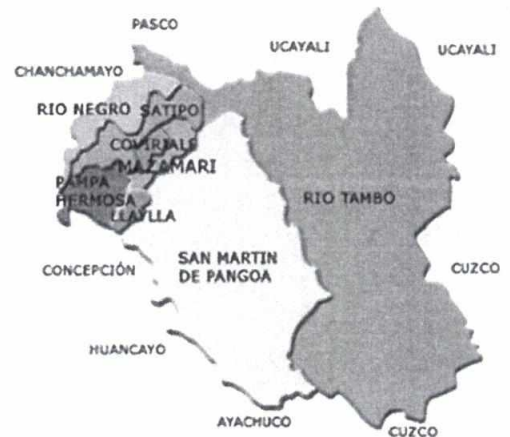 PASCO
UCAYALI
UCAYALI
CHANCHAMAYO
RIO NEGRO
SATIPO
COVIRIALE
MAZAMARI
PAMPA
HERMOSA
LLAYLLA
RIO TAMBO
SAN MARTIN
DE PANGOA
CONCEPCIÓN
CUZCO
HUANCAYO
AYACHUCO
CUZCO